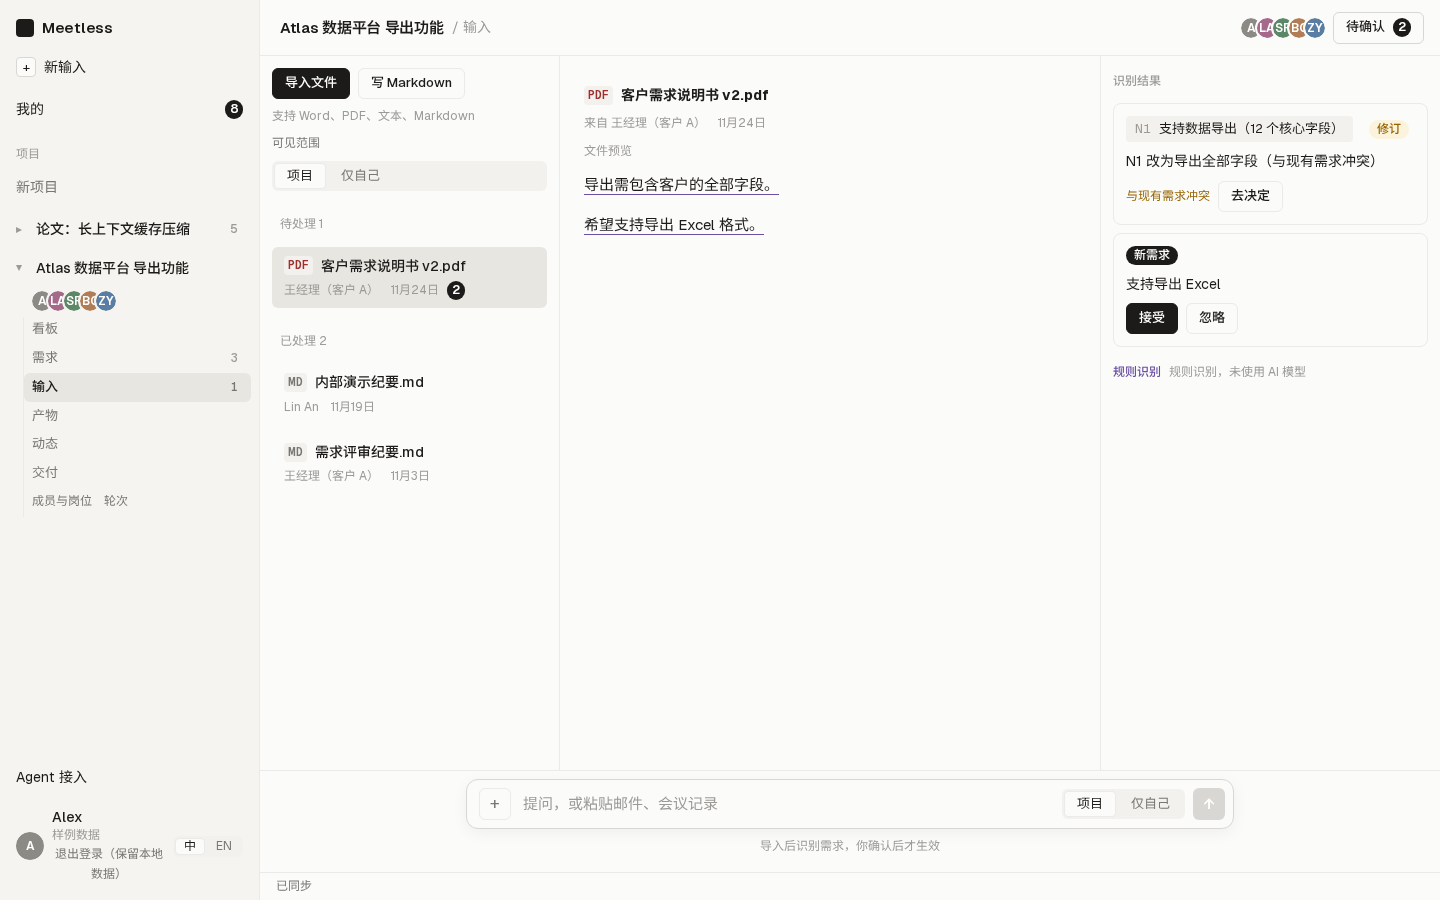 Meetless
+ 新输入
我的 8
项目
新项目
▸ 论文：长上下文缓存压缩 5
▾ Atlas 数据平台 导出功能
A LA BC ZY
看板
需求 3
输入 1
产物
动态
交付
成员与岗位 轮次
Agent 接入
A
Alex
样例数据
退出登录（保留本地数据）
中 EN
Atlas 数据平台 导出功能 / 输入
A LA BC ZY
待确认 2
导入文件 写 Markdown
支持 Word、PDF、文本、Markdown
可见范围
项目 仅自己
待处理 1
PDF 客户需求说明书 v2.pdf
王经理（客户 A） 11月24日 2
已处理 2
MD 内部演示纪要.md
Lin An 11月19日
MD 需求评审纪要.md
王经理（客户 A） 11月3日
PDF 客户需求说明书 v2.pdf
来自 王经理（客户 A） 11月24日
文件预览
导出需包含客户的全部字段。
希望支持导出 Excel 格式。
识别结果
N1 支持数据导出（12 个核心字段） 修订
N1 改为导出全部字段（与现有需求冲突）
与现有需求冲突 去决定
新需求
支持导出 Excel
接受 忽略
规则识别 规则识别，未使用 AI 模型
+ 提问，或粘贴邮件、会议记录 项目 仅自己 ↑
导入后识别需求，你确认后才生效
已同步